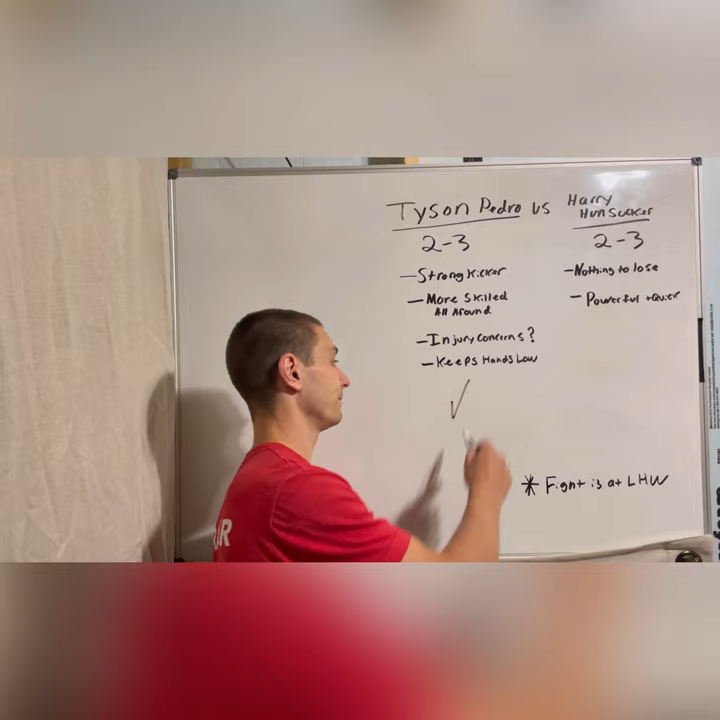 Tyson Pedro vs Harry Hunsucker
2-3
2-3
- Strong kicker
- Nothing to lose
- More Skilled
All Around
- Powerful + Quick
- Injury Concerns?
- Keeps Hands Low
✓
* Fight is at LHW
R